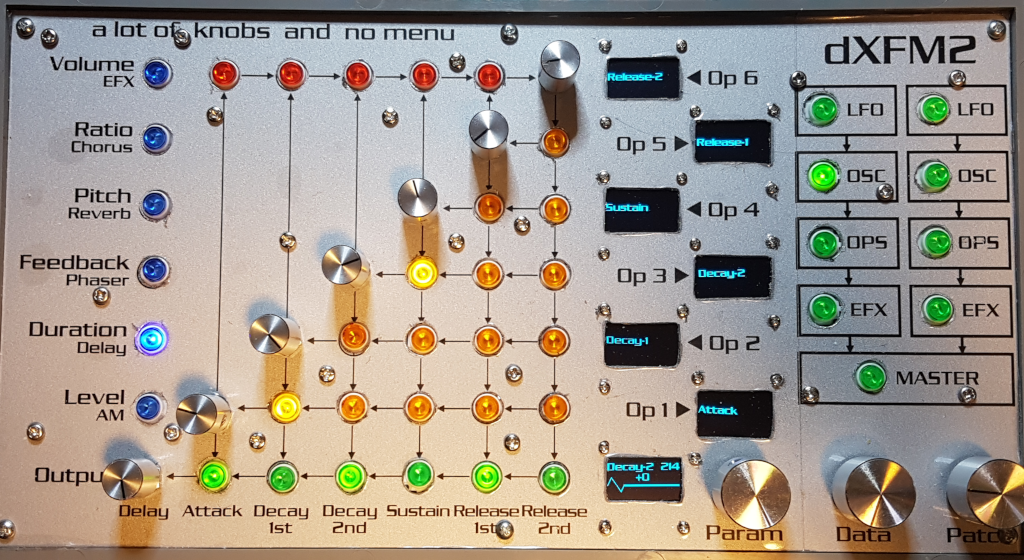 a lot of knobs and no menu
dXFM2
Volume
EFX
Release-2
Op 6
LFO
LFO
Ratio
Chorus
Op 5
Release-1
OSC
OSC
Pitch
Reverb
Sustain
Op 4
OPS
OPS
Feedback
Phaser
Op 3
Decay-2
EFX
EFX
Duration
Delay
Decay-1
Op 2
MASTER
Level
AM
Op 1
Attack
Outpu
Decay-2 214
+0
Delay
Attack
Decay
1st
Decay
2nd
Sustain
Release
1st
Release
2nd
Param
Data
Patc